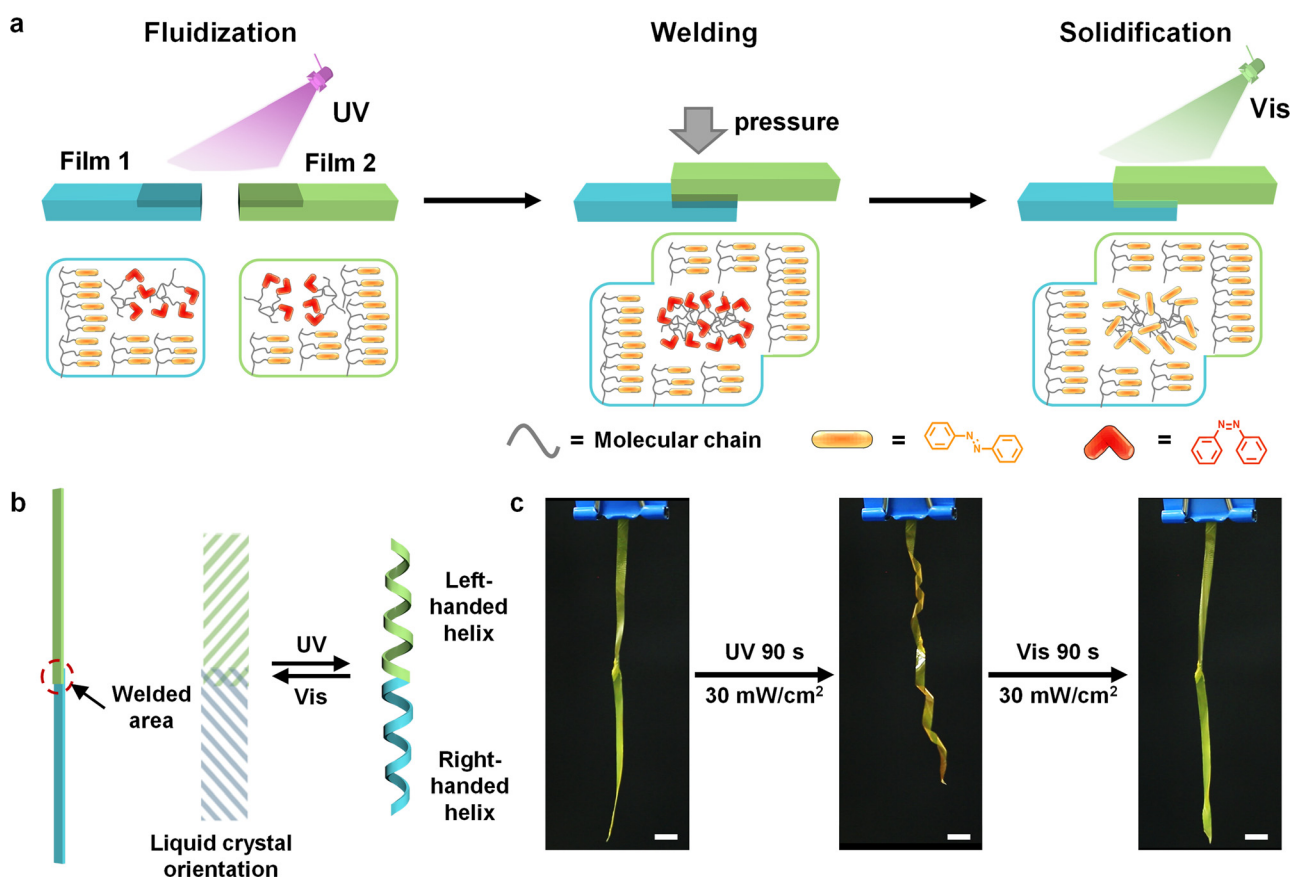 a
Fluidization
Welding
Solidification
UV
Vis
pressure
Film 1
Film 2
= Molecular chain
=
N
N
=
N=N
b
c
Left-
handed
helix
UV
Vis
Welded
area
Right-
handed
helix
Liquid crystal
orientation
UV 90 s
30 mW/cm²
Vis 90 s
30 mW/cm²